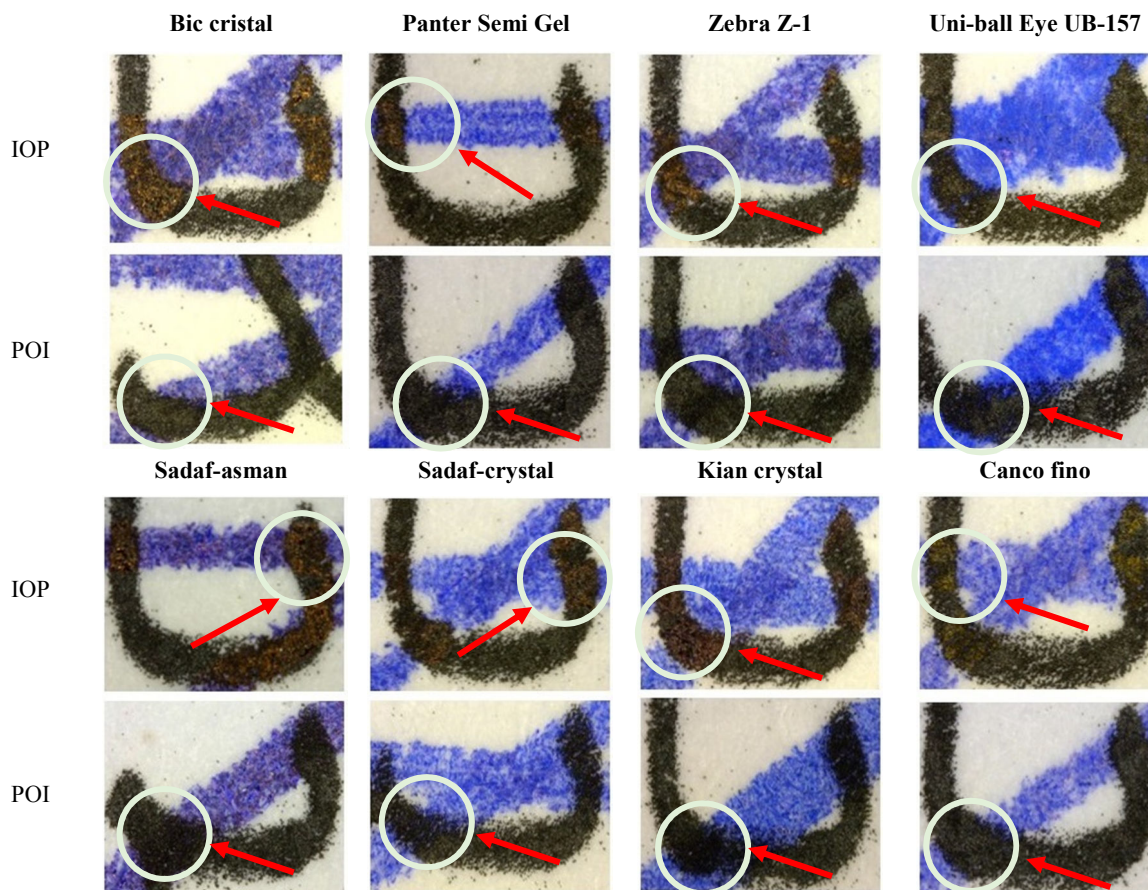 Bic cristal Panter Semi Gel Zebra Z-1 Uni-ball Eye UB-157
IOP
POI
Sadaf-asman Sadaf-crystal Kian crystal Canco fino
IOP
POI